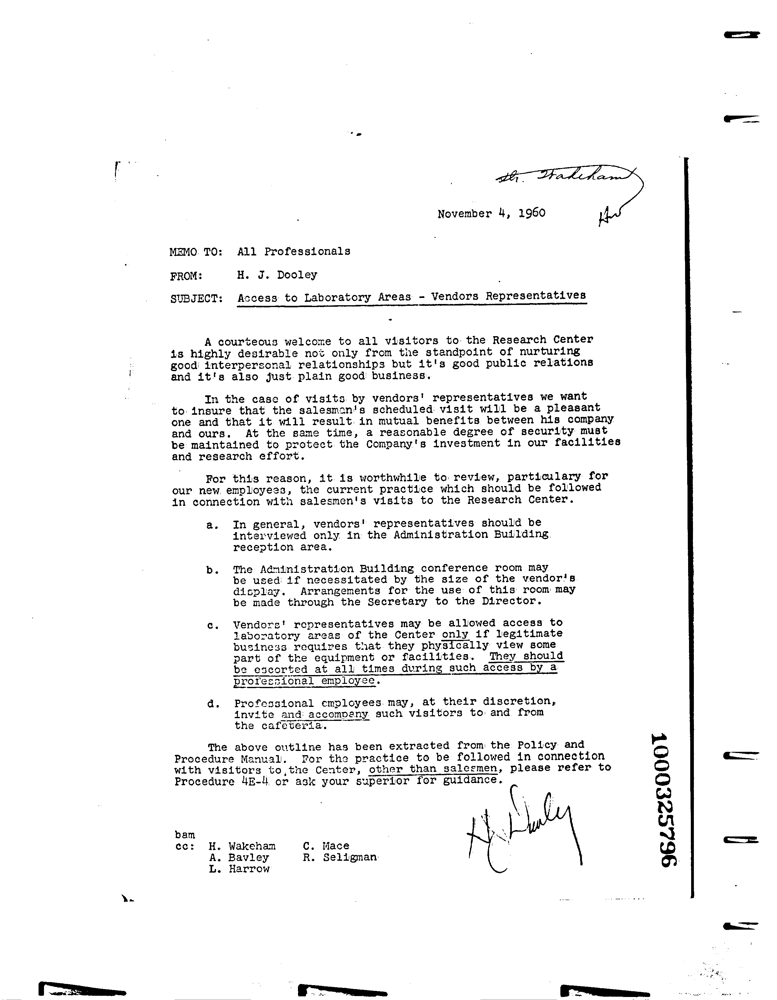 Dr. Wakeham
November 4, 1960
HW
MEMO TO: All Professionals
FROM: H. J. Dooley
SUBJECT: Access to Laboratory Areas - Vendors Representatives
A courteous welcome to all visitors to the Research Center
is highly desirable not only from the standpoint of nurturing
good interpersonal relationships but it's good public relations
and it's also just plain good business.
In the case of visits by vendors' representatives we want
to insure that the salesman's scheduled visit will be a pleasant
one and that it will result in mutual benefits between his company
and ours. At the same time, a reasonable degree of security must
be maintained to protect the Company's investment in our facilities
and research effort.
For this reason, it is worthwhile to review, particulary for
our new employees, the current practice which should be followed
in connection with salesmen's visits to the Research Center.
a. In general, vendors' representatives should be
interviewed only in the Administration Building
reception area.
b. The Administration Building conference room may
be used if necessitated by the size of the vendor's
display. Arrangements for the use of this room may
be made through the Secretary to the Director.
c. Vendors' representatives may be allowed access to
laboratory areas of the Center only if legitimate
business requires that they physically view some
part of the equipment or facilities. They should
be escorted at all times during such access by a
professional employee.
d. Professional employees may, at their discretion,
invite and accompany such visitors to and from
the cafeteria.
The above outline has been extracted from the Policy and
Procedure Manual. For the practice to be followed in connection
with visitors to the Center, other than salesmen, please refer to
Procedure 4E-4 or ask your superior for guidance.
H. J. Dooley
bam
cc: H. Wakeham C. Mace
A. Bavley R. Seligman
L. Harrow
1000325796